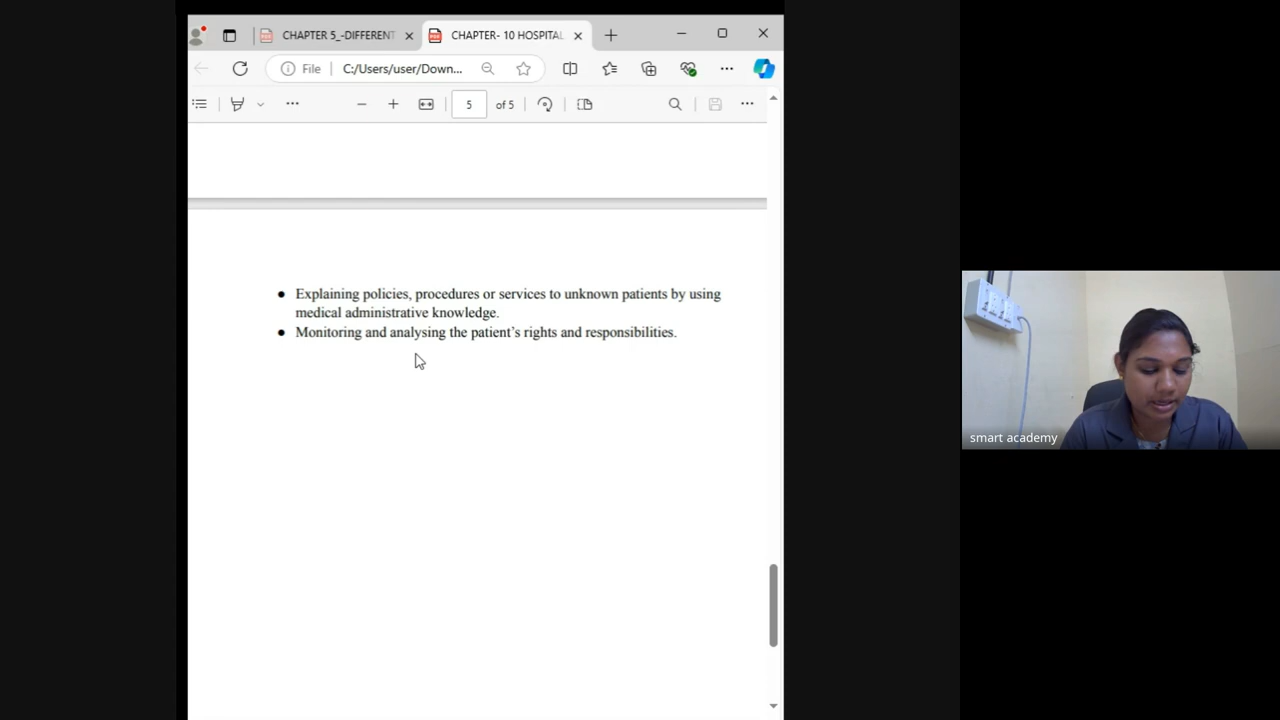 CHAPTER 5_-DIFFERENT
CHAPTER- 10 HOSPITAL
File
C:/Users/user/Down...
5
of 5
● Explaining policies, procedures or services to unknown patients by using
medical administrative knowledge.
● Monitoring and analysing the patient's rights and responsibilities.
smart academy